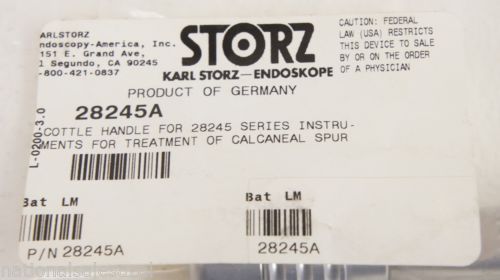 ARLSTORZ
ndoscopy-America, Inc.
151 E. Grand Ave,
l Segundo, CA 90245
-800-421-0837
STORZ
KARL STORZ—ENDOSKOPE
CAUTION: FEDERAL
LAW (USA) RESTRICTS
THIS DEVICE TO SALE
BY OR ON THE ORDER
OF A PHYSICIAN
PRODUCT OF GERMANY
28245A
L-0200-3.0
COTTLE HANDLE FOR 28245 SERIES INSTRU-
MENTS FOR TREATMENT OF CALCANEAL SPUR
Bat LM
P/N 28245A
Bat LM
28245A